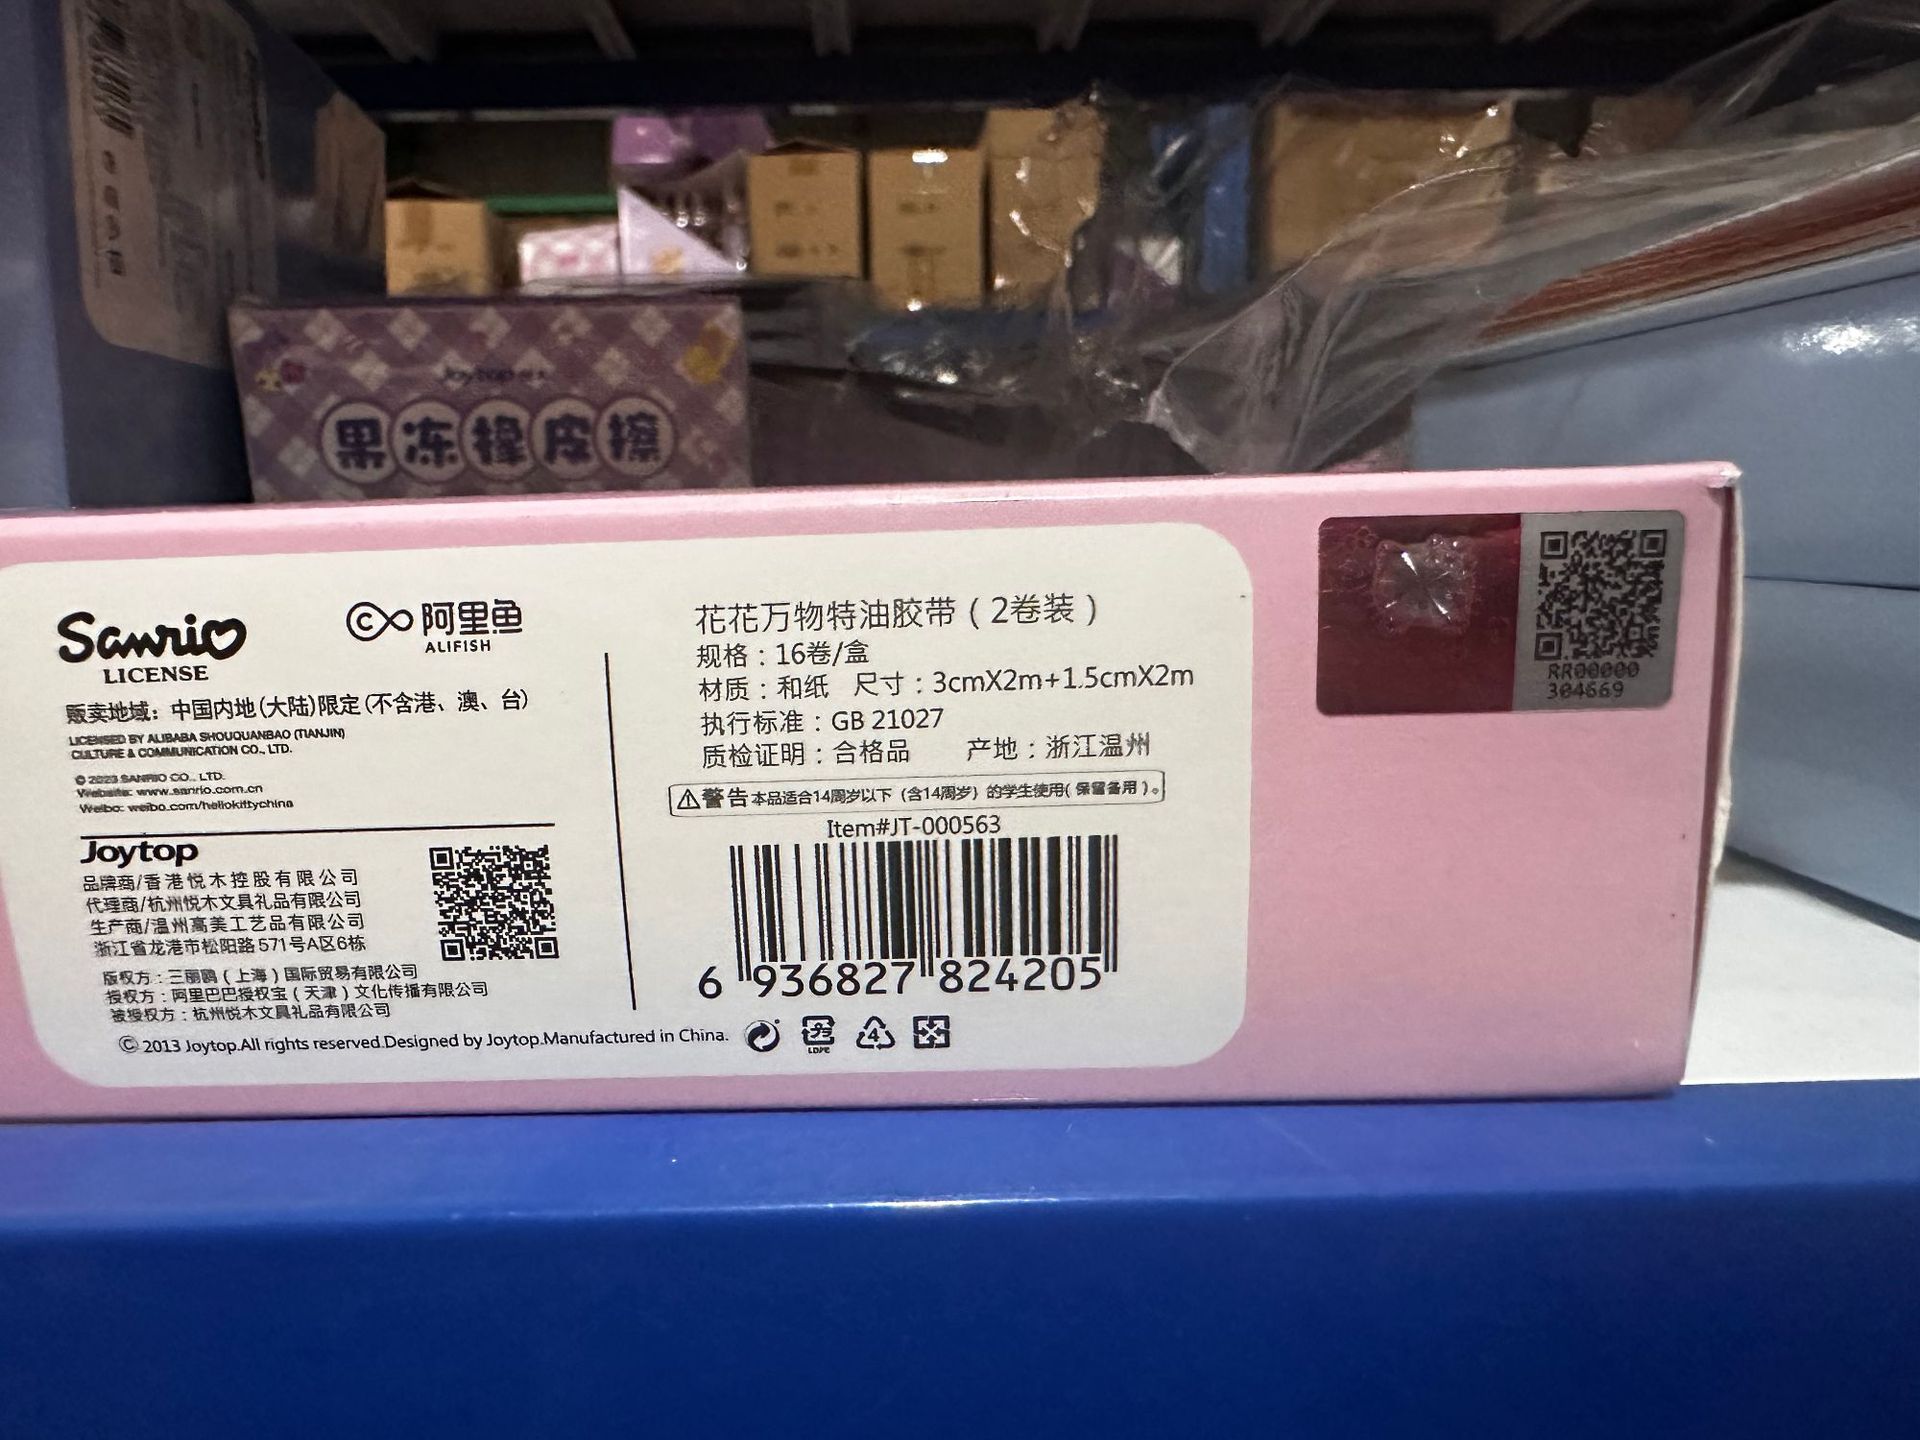 Joytop
果冻橡皮擦
Sanrio
LICENSE
阿里鱼
ALIFISH
贩卖地域：中国内地(大陆)限定(不含港、澳、台)
LICENSED BY ALIBABA SHOUQUANBAO (TIANJIN)
CULTURE & COMMUNICATION CO., LTD.
© 2023 SANRIO CO., LTD.
Website: www.sanrio.com.cn
Weibo: weibo.com/hellokittychina
Joytop
品牌商/香港悦木控股有限公司
代理商/杭州悦木文具礼品有限公司
生产商/温州高美工艺品有限公司
浙江省龙港市松阳路571号A区6栋
版权方：三丽鸥（上海）国际贸易有限公司
授权方：阿里巴巴授权宝（天津）文化传播有限公司
被授权方：杭州悦木文具礼品有限公司
© 2013 Joytop.All rights reserved.Designed by Joytop.Manufactured in China.
花花万物特油胶带（2卷装）
规格：16卷/盒
材质：和纸 尺寸：3cmX2m+1.5cmX2m
执行标准：GB 21027
质检证明：合格品 产地：浙江温州
警告 本品适合14周岁以下（含14周岁）的学生使用（保留备用）。
Item#JT-000563
6 936827 824205
LDPE
4
RR00000
304669